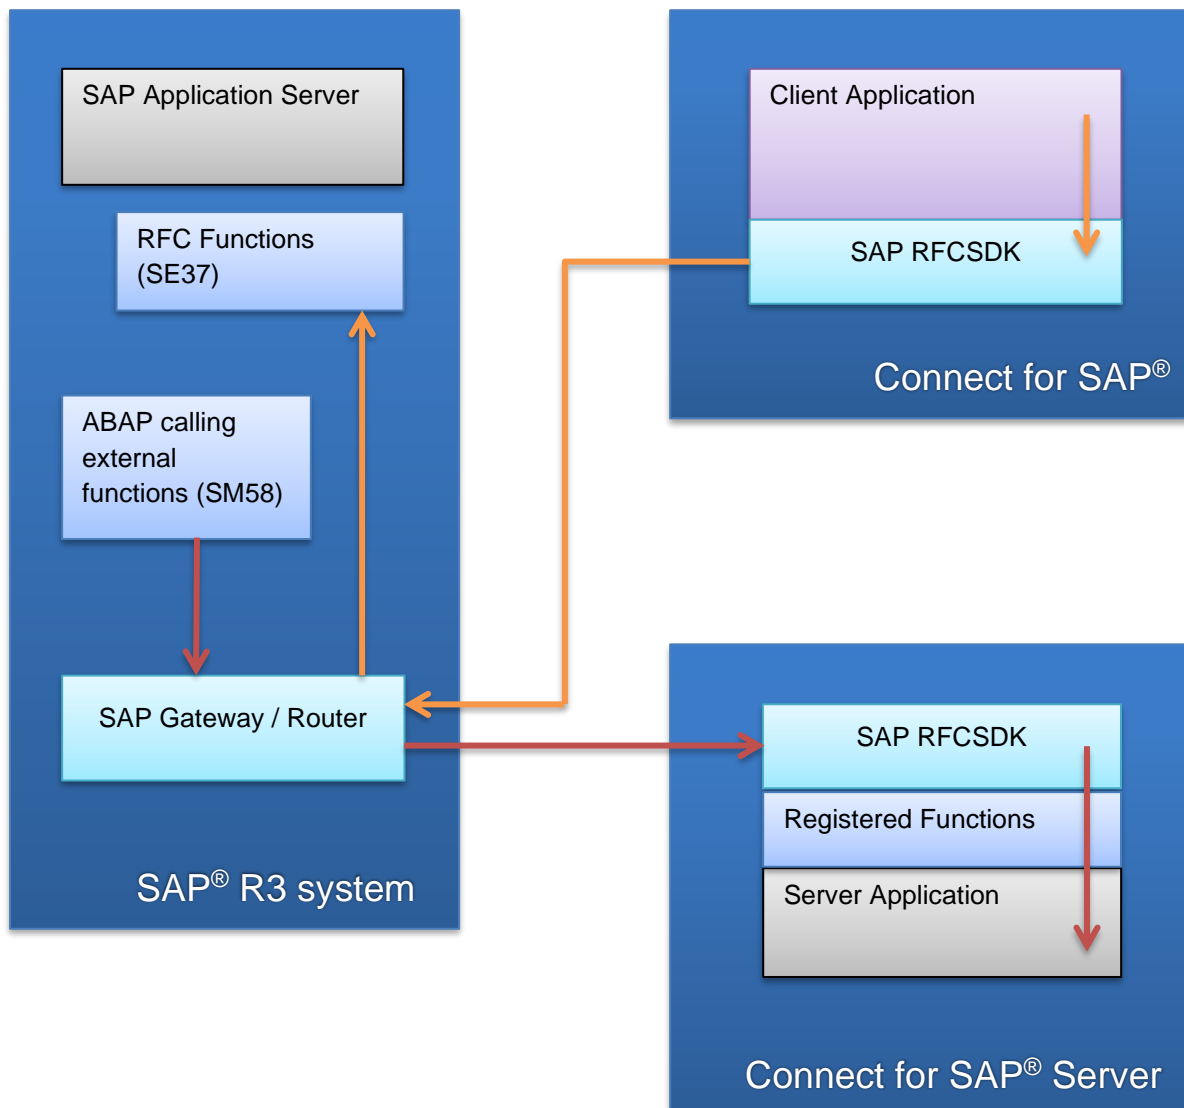 SAP Application Server
RFC Functions
(SE37)
ABAP calling
external
functions (SM58)
SAP Gateway / Router
SAP® R3 system
Client Application
SAP RFCSDK
Connect for SAP®
SAP RFCSDK
Registered Functions
Server Application
Connect for SAP® Server